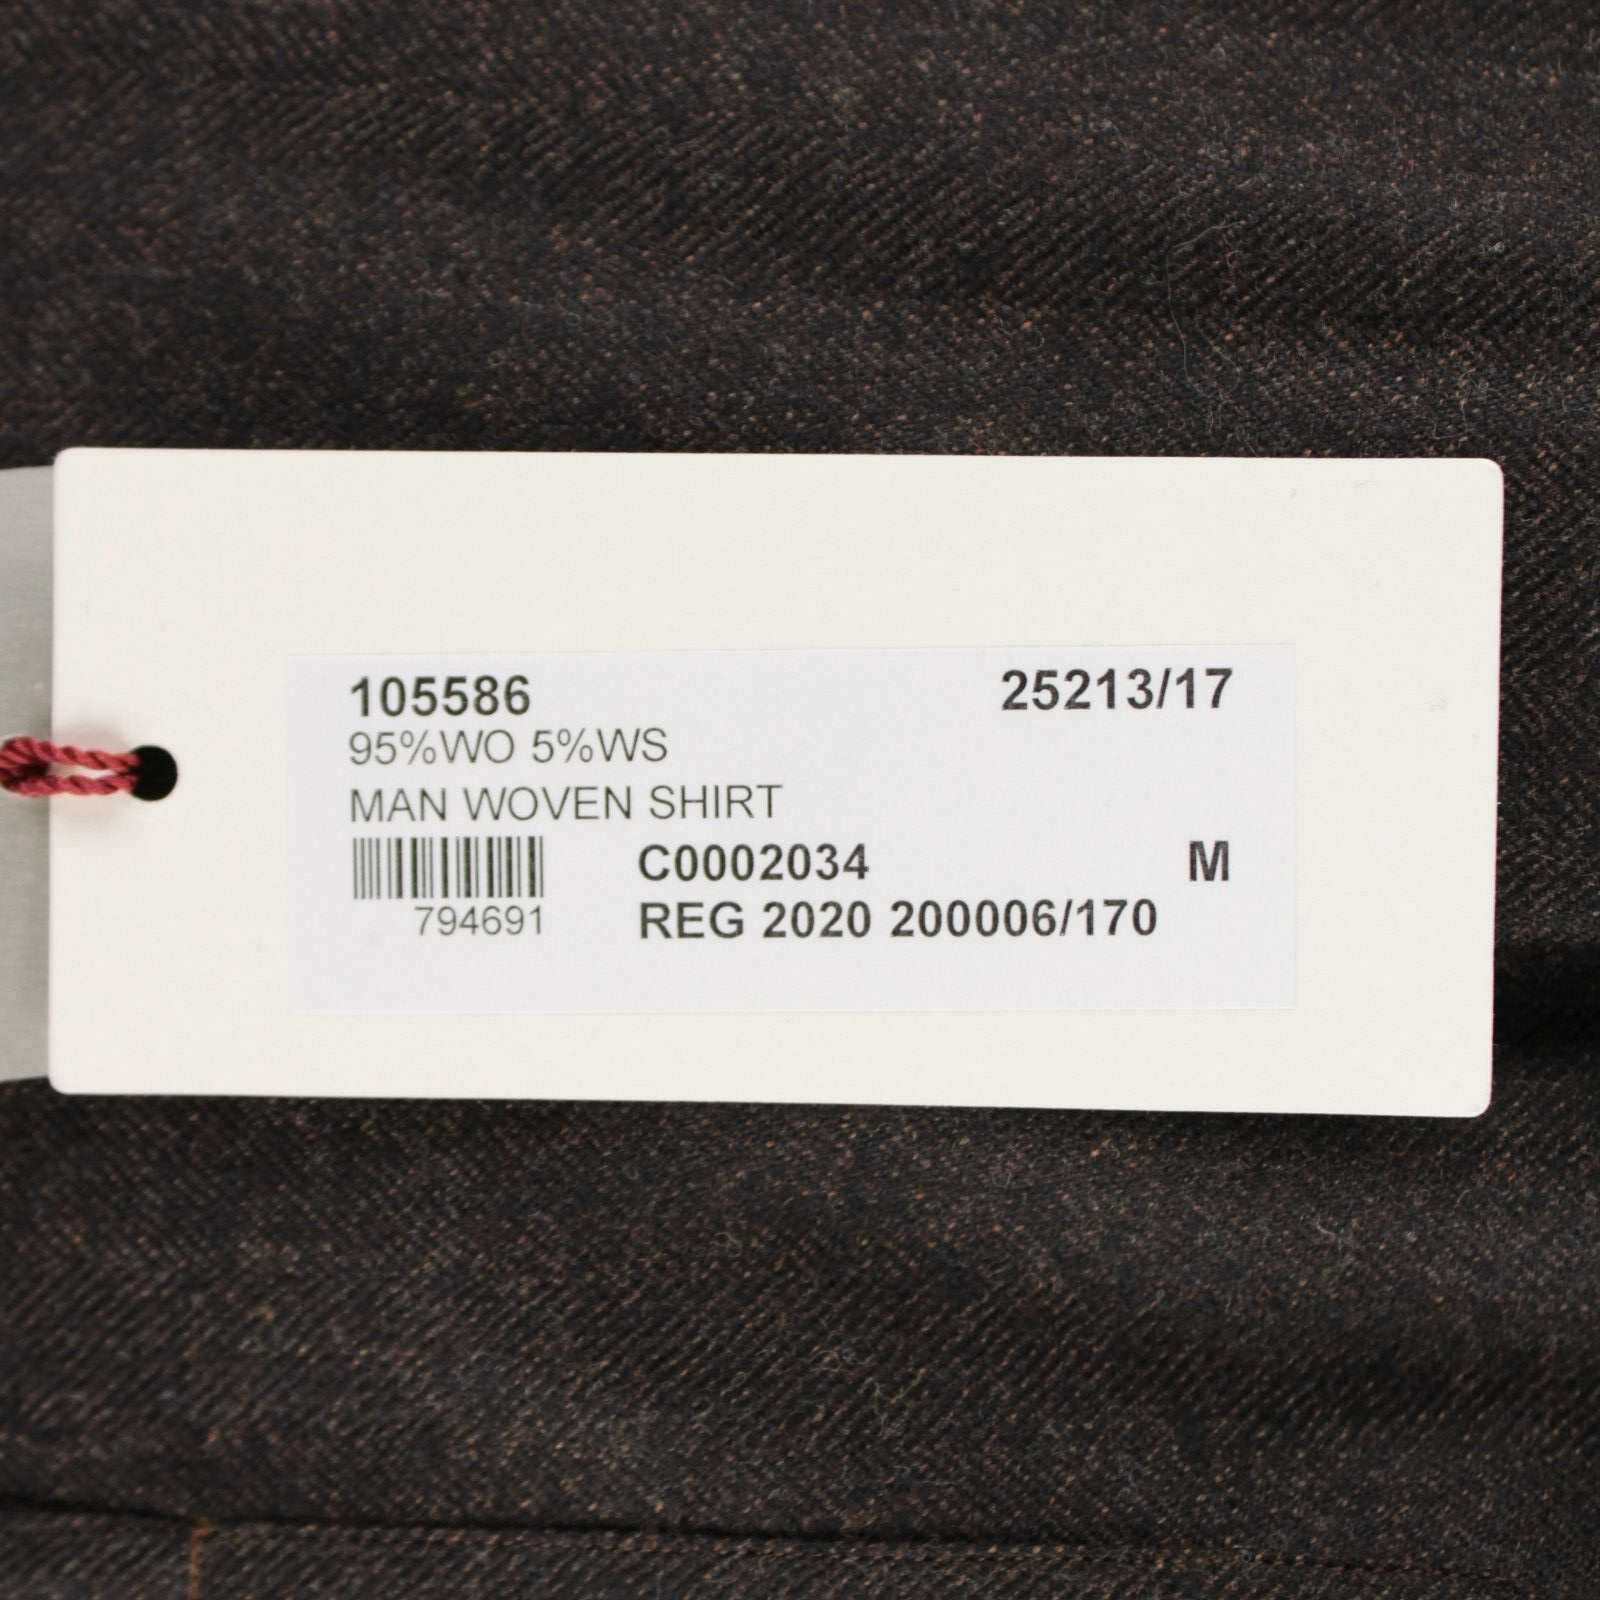 105586 25213/17
95%WO 5%WS
MAN WOVEN SHIRT
C0002034 M
794691 REG 2020 200006/170